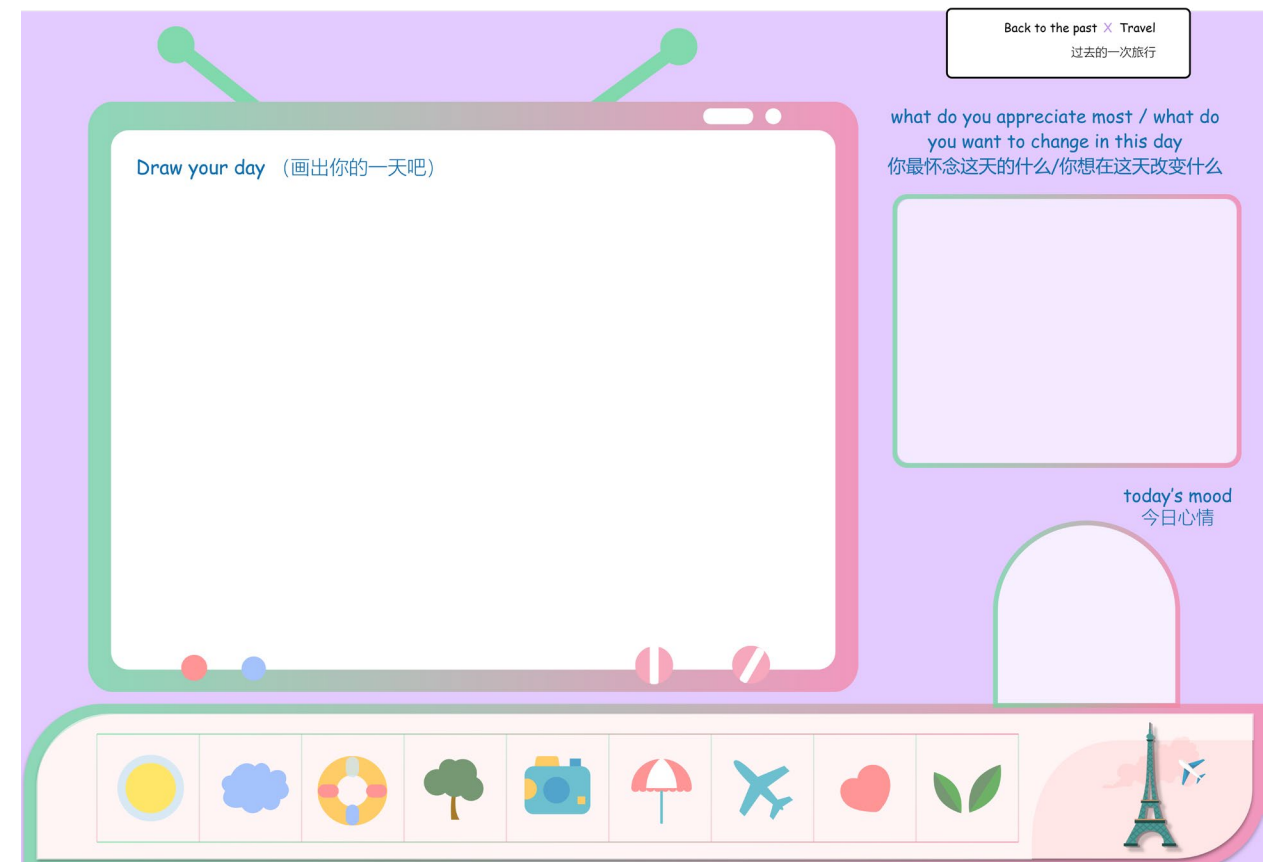 Back to the past X Travel
过去的一次旅行
what do you appreciate most / what do
you want to change in this day
你最怀念这天的什么/你想在这天改变什么
Draw your day （画出你的一天吧）
today's mood
今日心情